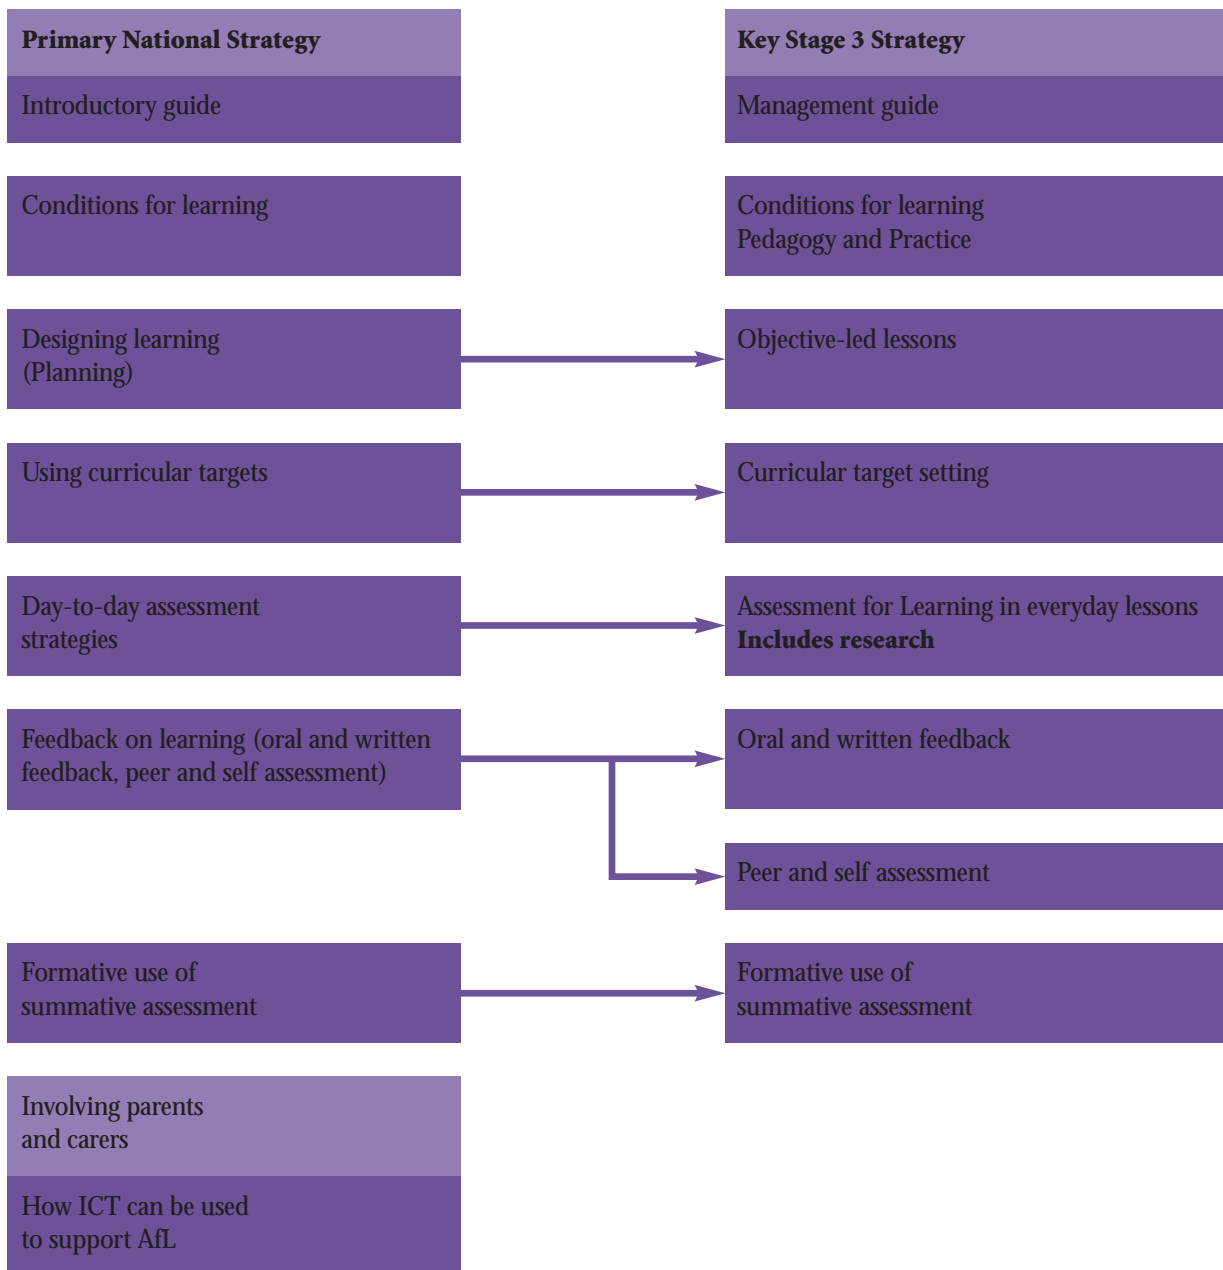 Primary National Strategy
Key Stage 3 Strategy
Introductory guide
Management guide
Conditions for learning
Conditions for learning
Pedagogy and Practice
Designing learning
(Planning)
Objective-led lessons
Using curricular targets
Curricular target setting
Day-to-day assessment
strategies
Assessment for Learning in everyday lessons
Includes research
Feedback on learning (oral and written
feedback, peer and self assessment)
Oral and written feedback
Peer and self assessment
Formative use of
summative assessment
Formative use of
summative assessment
Involving parents
and carers
How ICT can be used
to support AfL